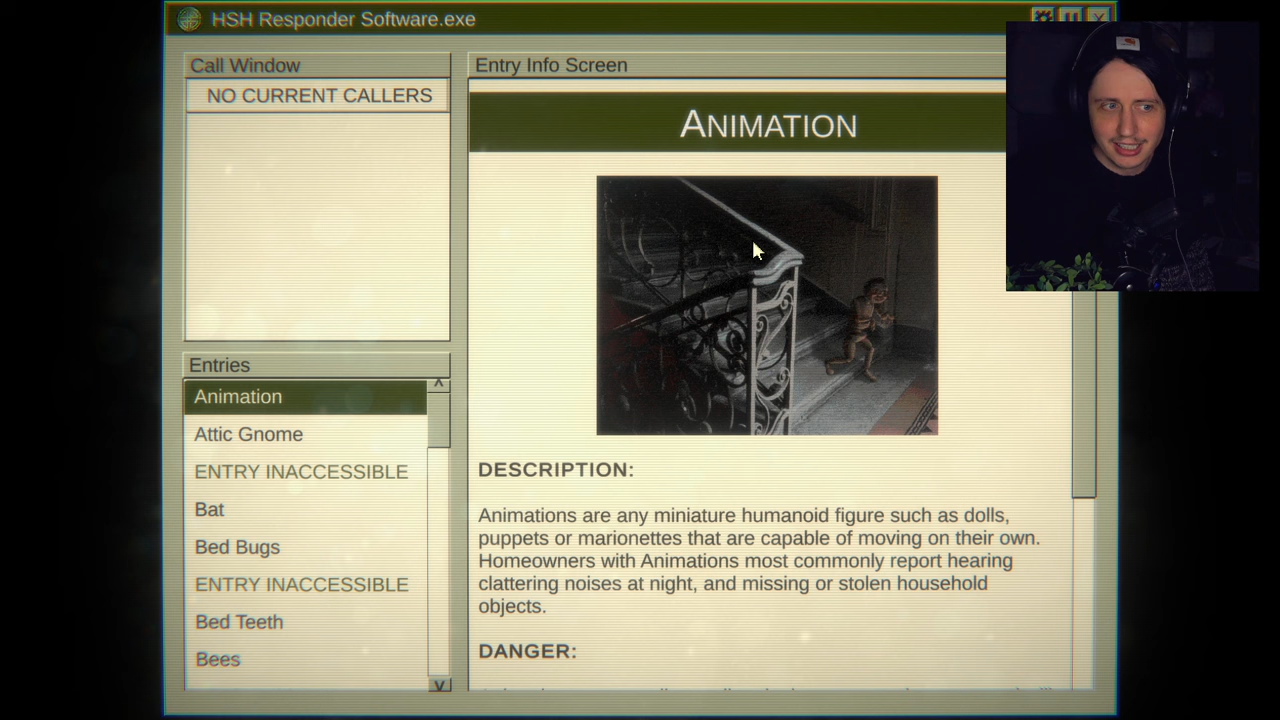 HSH Responder Software.exe
Call Window
NO CURRENT CALLERS
Entries
Animation
Attic Gnome
ENTRY INACCESSIBLE
Bat
Bed Bugs
ENTRY INACCESSIBLE
Bed Teeth
Bees
Entry Info Screen
ANIMATION
DESCRIPTION:
Animations are any miniature humanoid figure such as dolls,
puppets or marionettes that are capable of moving on their own.
Homeowners with Animations most commonly report hearing
clattering noises at night, and missing or stolen household
objects.
DANGER: